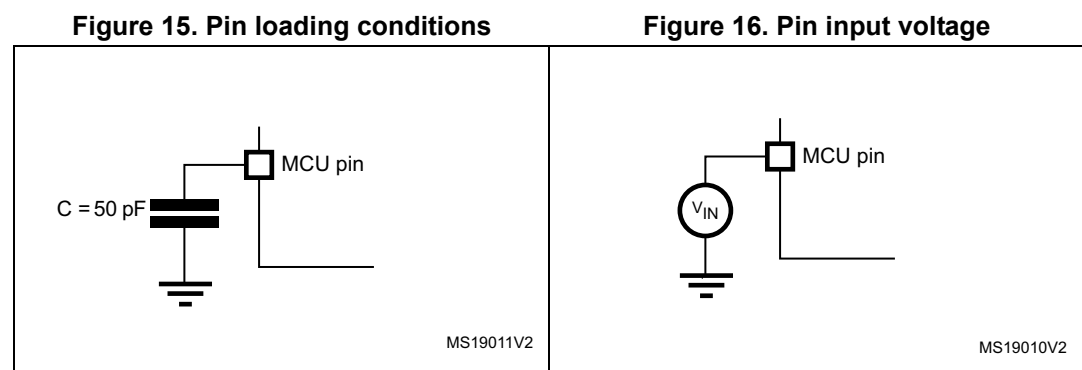 Figure 15. Pin loading conditions
Figure 16. Pin input voltage
MCU pin
C = 50 pF
MS19011V2
MCU pin
VIN
MS19010V2